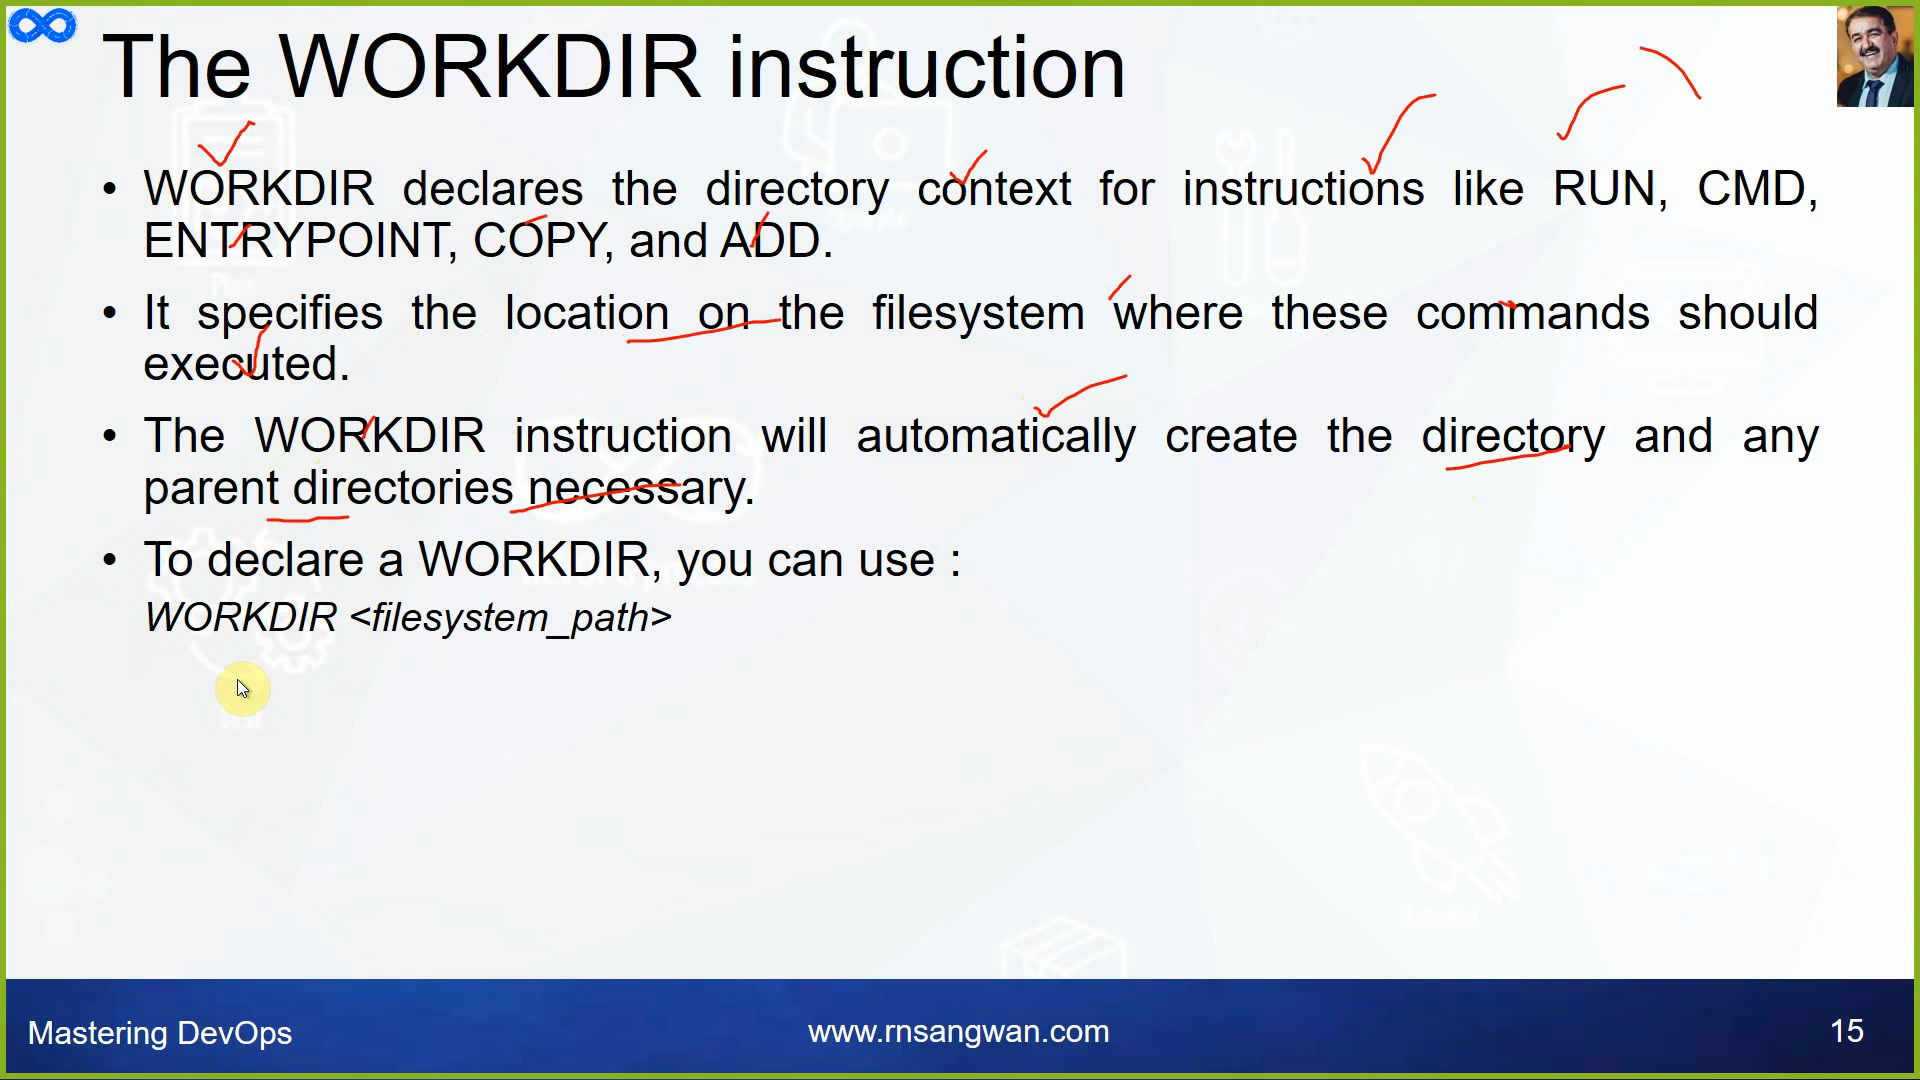 The WORKDIR instruction
• WORKDIR declares the directory context for instructions like RUN, CMD,
ENTRYPOINT, COPY, and ADD.
• It specifies the location on the filesystem where these commands should
executed.
• The WORKDIR instruction will automatically create the directory and any
parent directories necessary.
• To declare a WORKDIR, you can use :
WORKDIR <filesystem_path>
Mastering DevOps
www.rnsangwan.com
15